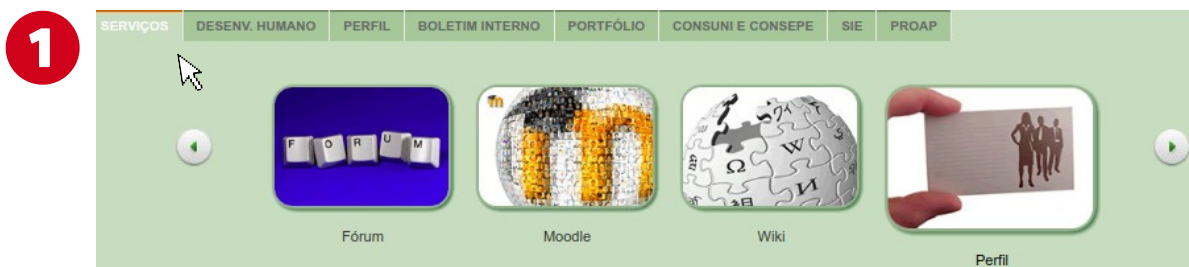 1
SERVIÇOS DESENV. HUMANO PERFIL BOLETIM INTERNO PORTFÓLIO CONSUNI E CONSEPE SIE PROAP
F O R U M
m
Ω W И
Fórum Moodle Wiki
Perfil